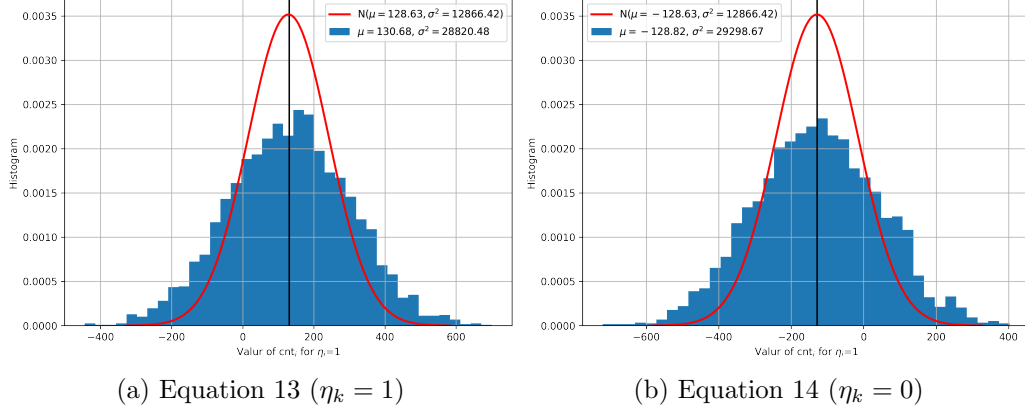 N(μ = 128.63, σ² = 12866.42)
μ = 130.68, σ² = 28820.48
0.0035
0.0030
0.0025
0.0020
0.0015
0.0010
0.0005
0.0000
Histogram
−400 −200 0 200 400 600
Valur of cntᵢ for ηᵢ=1
(a) Equation 13 (ηₖ = 1)
N(μ = − 128.63, σ² = 12866.42)
μ = −128.82, σ² = 29298.67
0.0035
0.0030
0.0025
0.0020
0.0015
0.0010
0.0005
0.0000
Histogram
−600 −400 −200 0 200 400
Valur of cntᵢ for ηᵢ=1
(b) Equation 14 (ηₖ = 0)